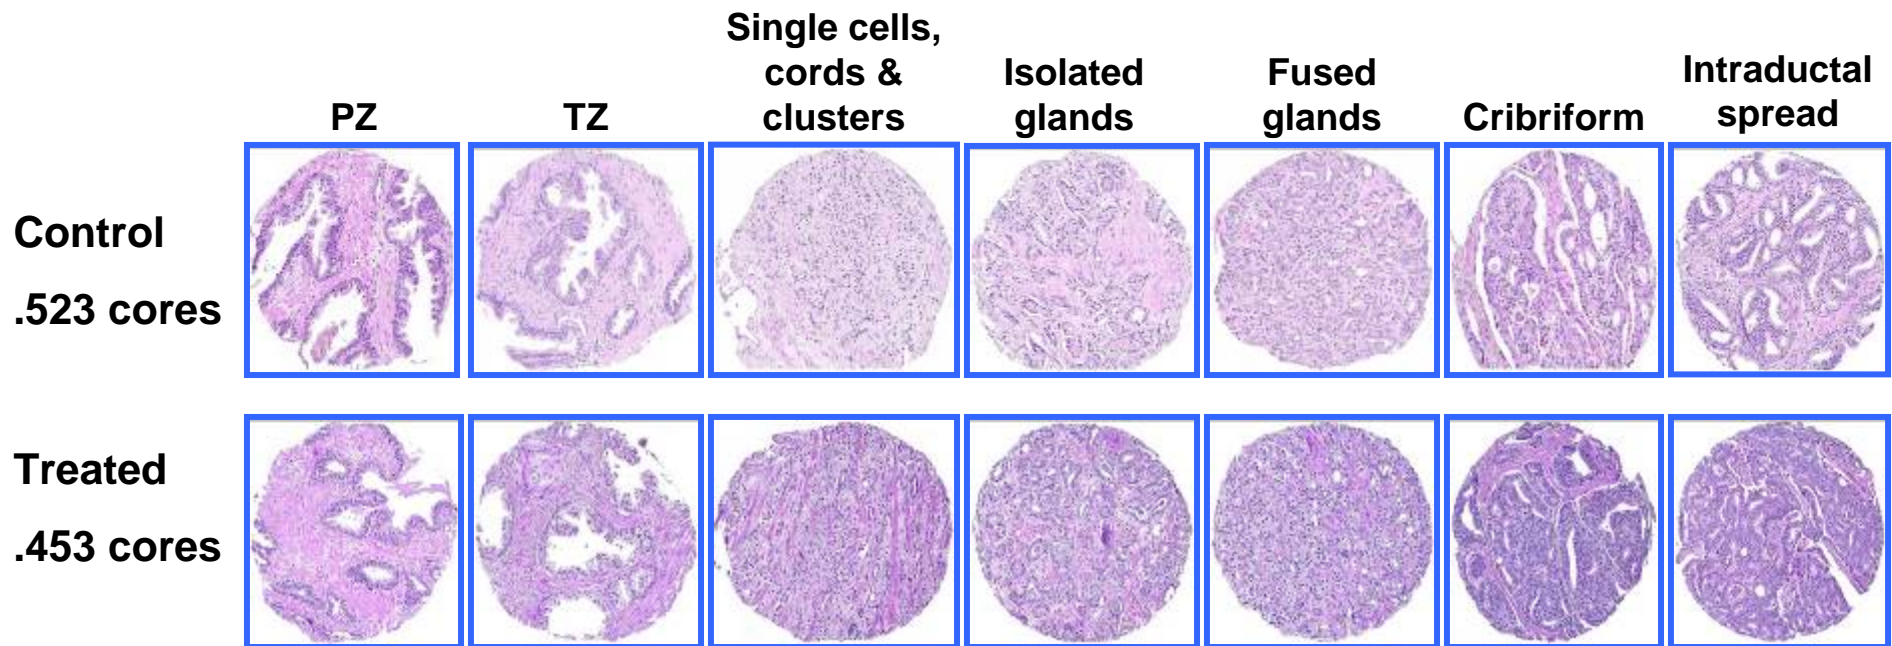 Single cells,
cords &
clusters
PZ
TZ
Isolated
glands
Fused
glands
Cribriform
Intraductal
spread
Control
.523 cores
Treated
.453 cores